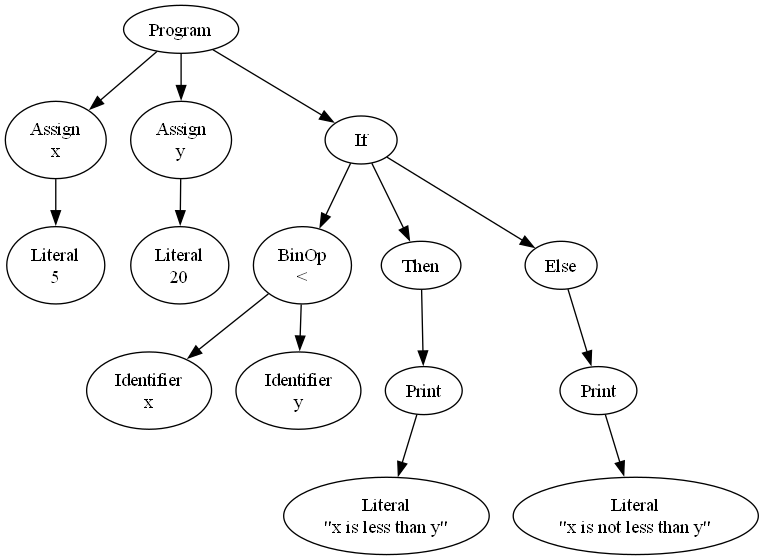 Program
Assign
x
Assign
y
If
Literal
5
Literal
20
BinOp
<
Then
Else
Identifier
x
Identifier
y
Print
Print
Literal
"x is less than y"
Literal
"x is not less than y"